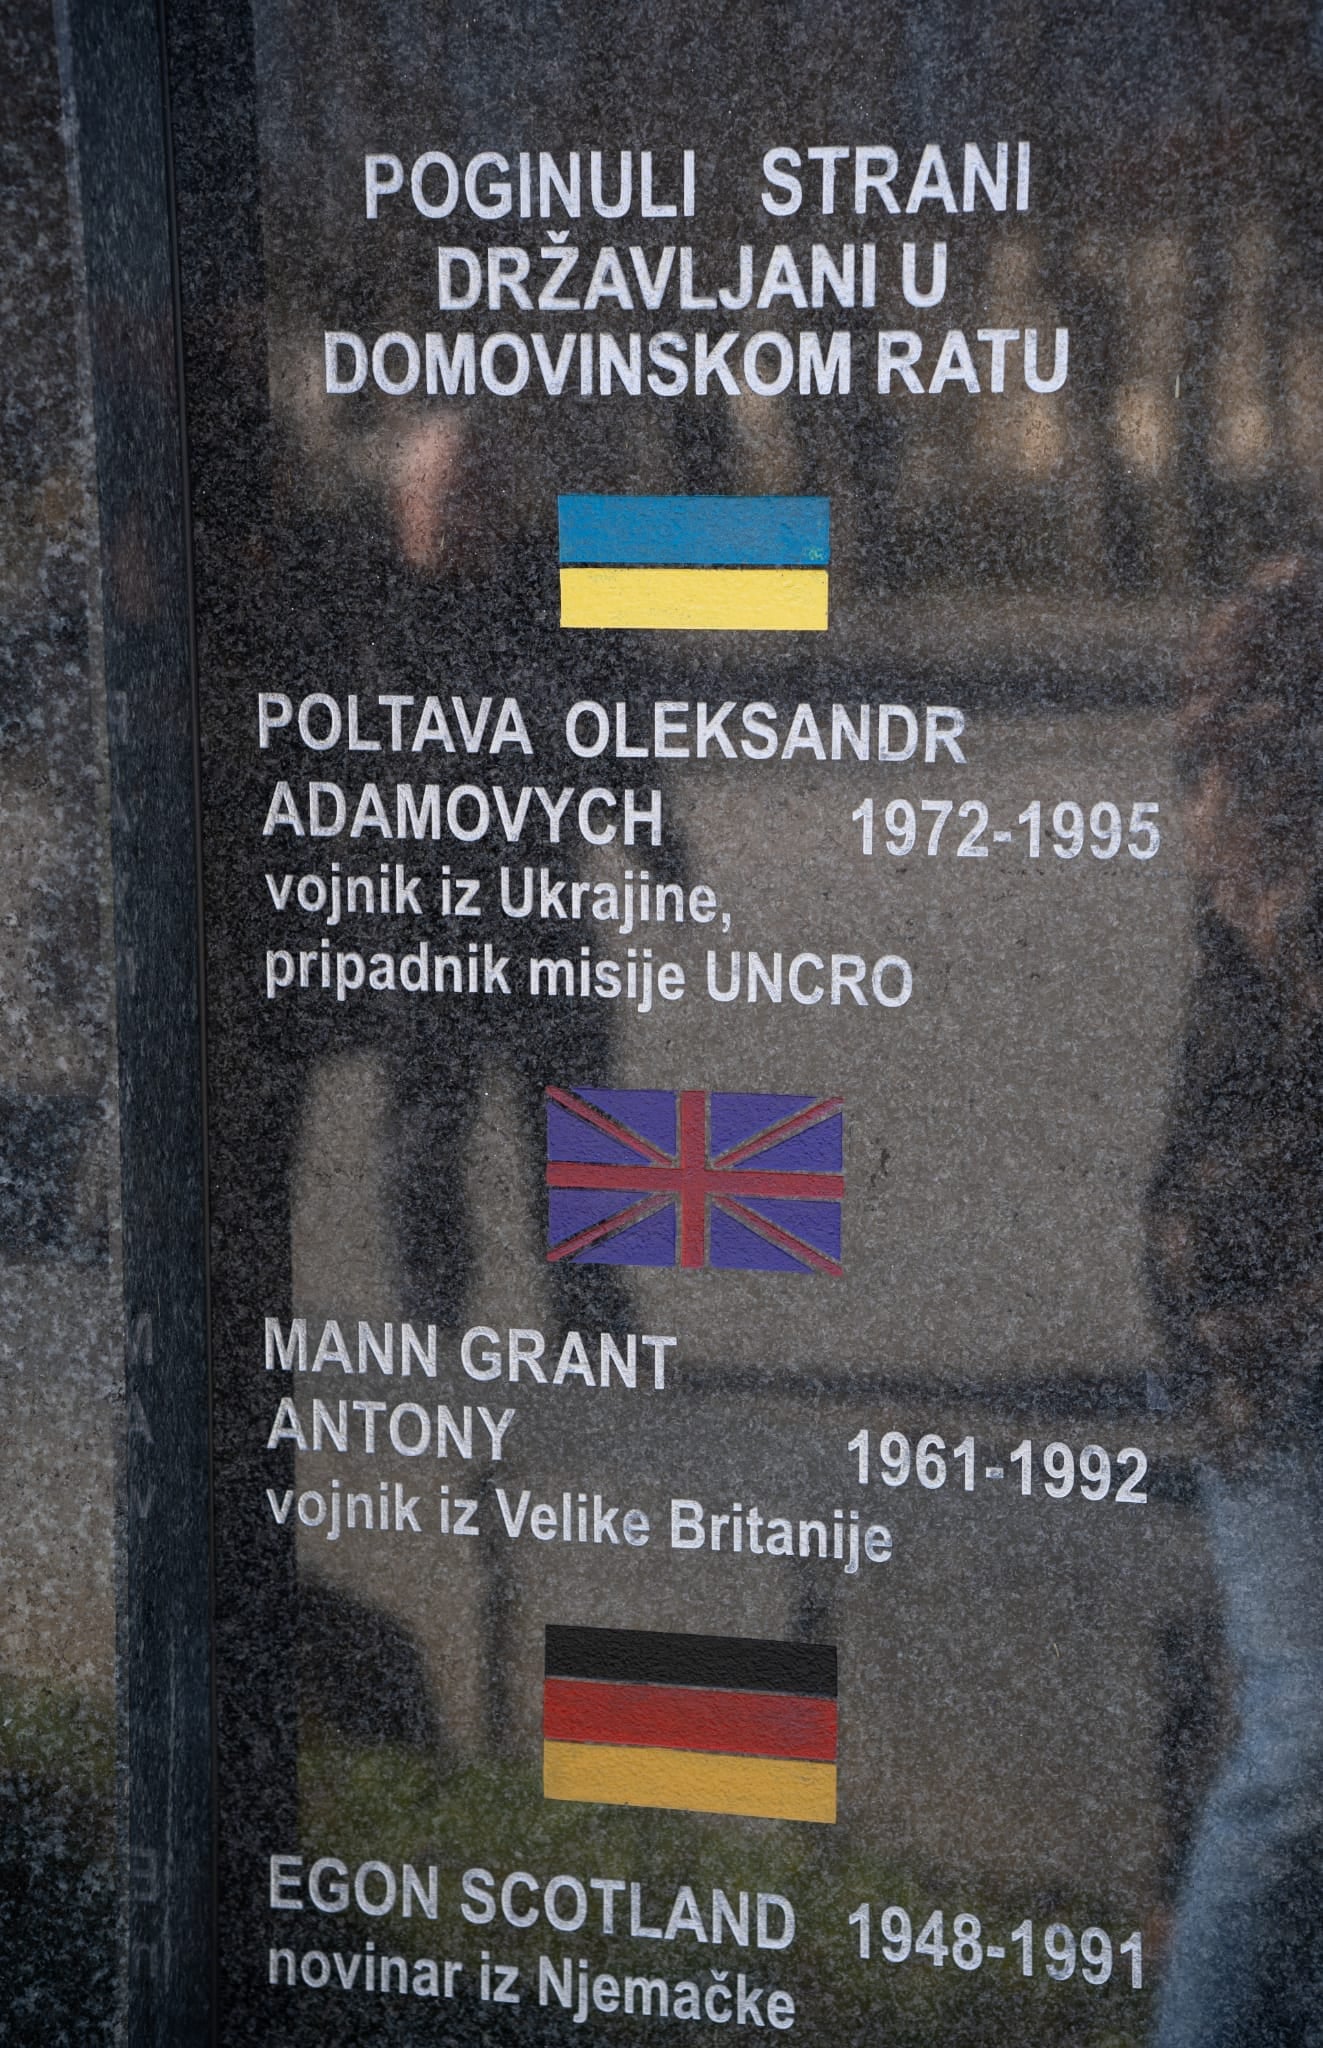 POGINULI STRANI
DRŽAVLJANI U
DOMOVINSKOM RATU
POLTAVA OLEKSANDR
ADAMOVYCH 1972-1995
vojnik iz Ukrajine,
pripadnik misije UNCRO
MANN GRANT
ANTONY 1961-1992
vojnik iz Velike Britanije
EGON SCOTLAND 1948-1991
novinar iz Njemačke